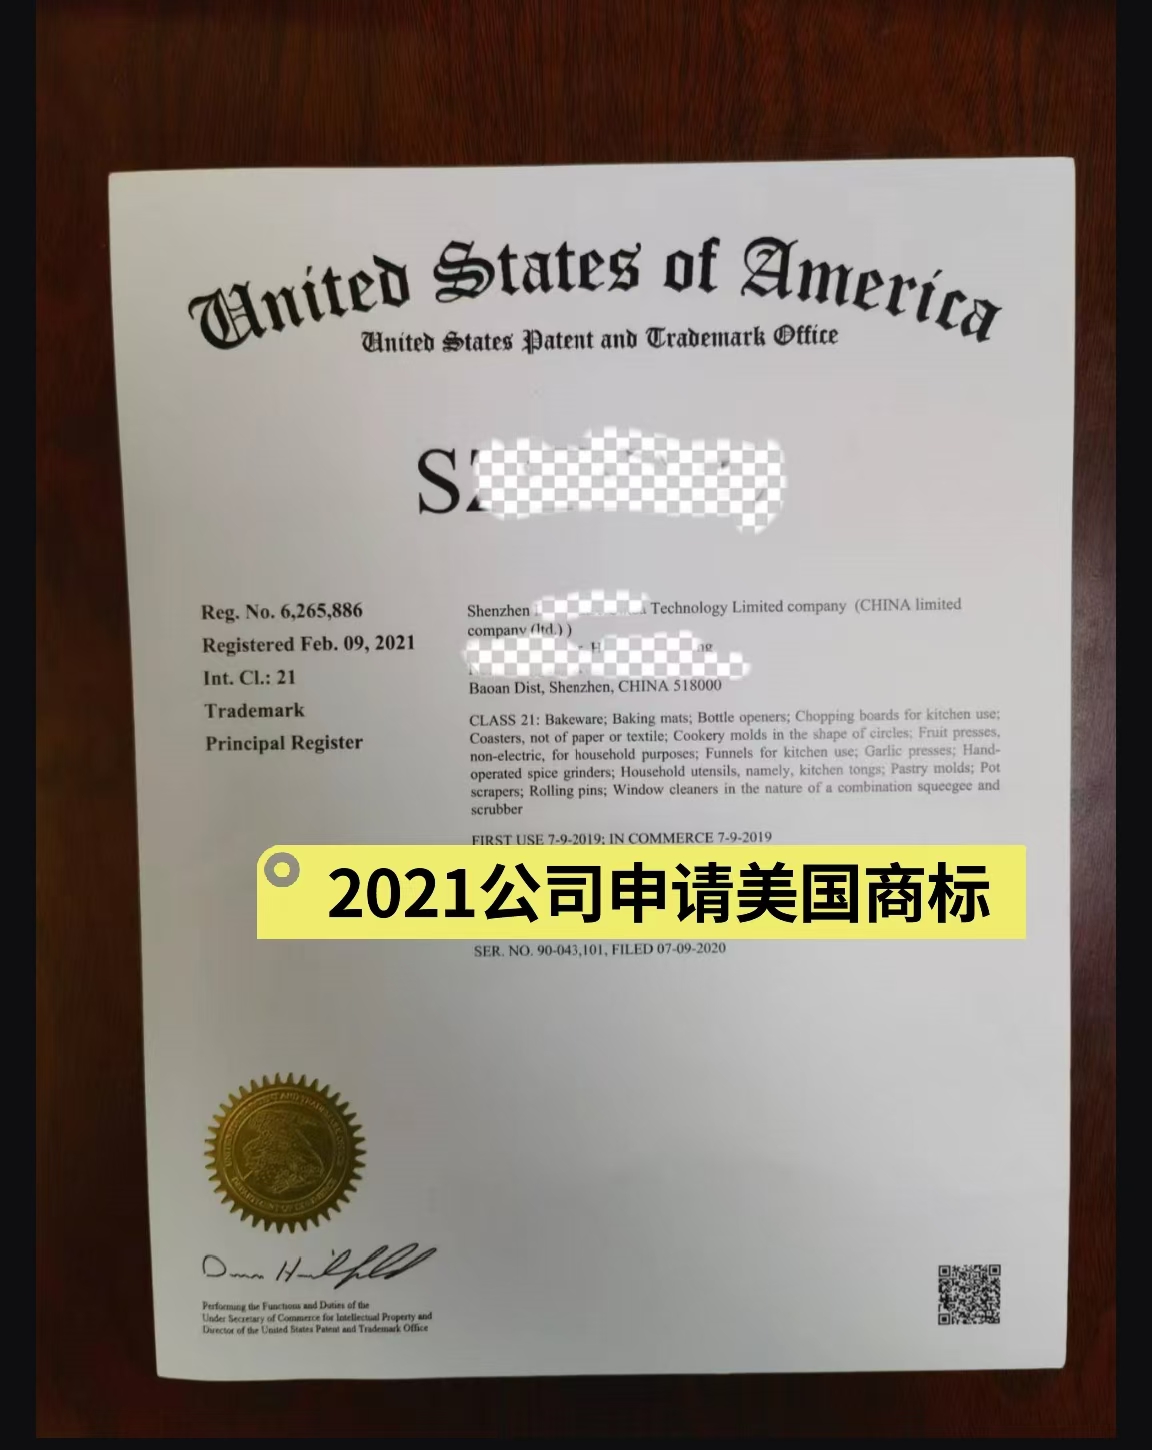 United States of America
United States Patent and Trademark Office
Reg. No. 6,265,886
Registered Feb. 09, 2021
Int. Cl.: 21
Trademark
Principal Register
Shenzhen Technology Limited company (CHINA limited
company (ltd.) )
Baoan Dist, Shenzhen, CHINA 518000
CLASS 21: Bakeware; Baking mats; Bottle openers; Chopping boards for kitchen use;
Coasters, not of paper or textile; Cookery molds in the shape of circles; Fruit presses,
non-electric, for household purposes; Funnels for kitchen use; Garlic presses; Hand-
operated spice grinders; Household utensils, namely, kitchen tongs; Pastry molds; Pot
scrapers; Rolling pins; Window cleaners in the nature of a combination squeegee and
scrubber
FIRST USE 7-9-2019; IN COMMERCE 7-9-2019
2021公司申请美国商标
SER. NO. 90-043,101, FILED 07-09-2020
Performing the Functions and Duties of the
Under Secretary of Commerce for Intellectual Property and
Director of the United States Patent and Trademark Office